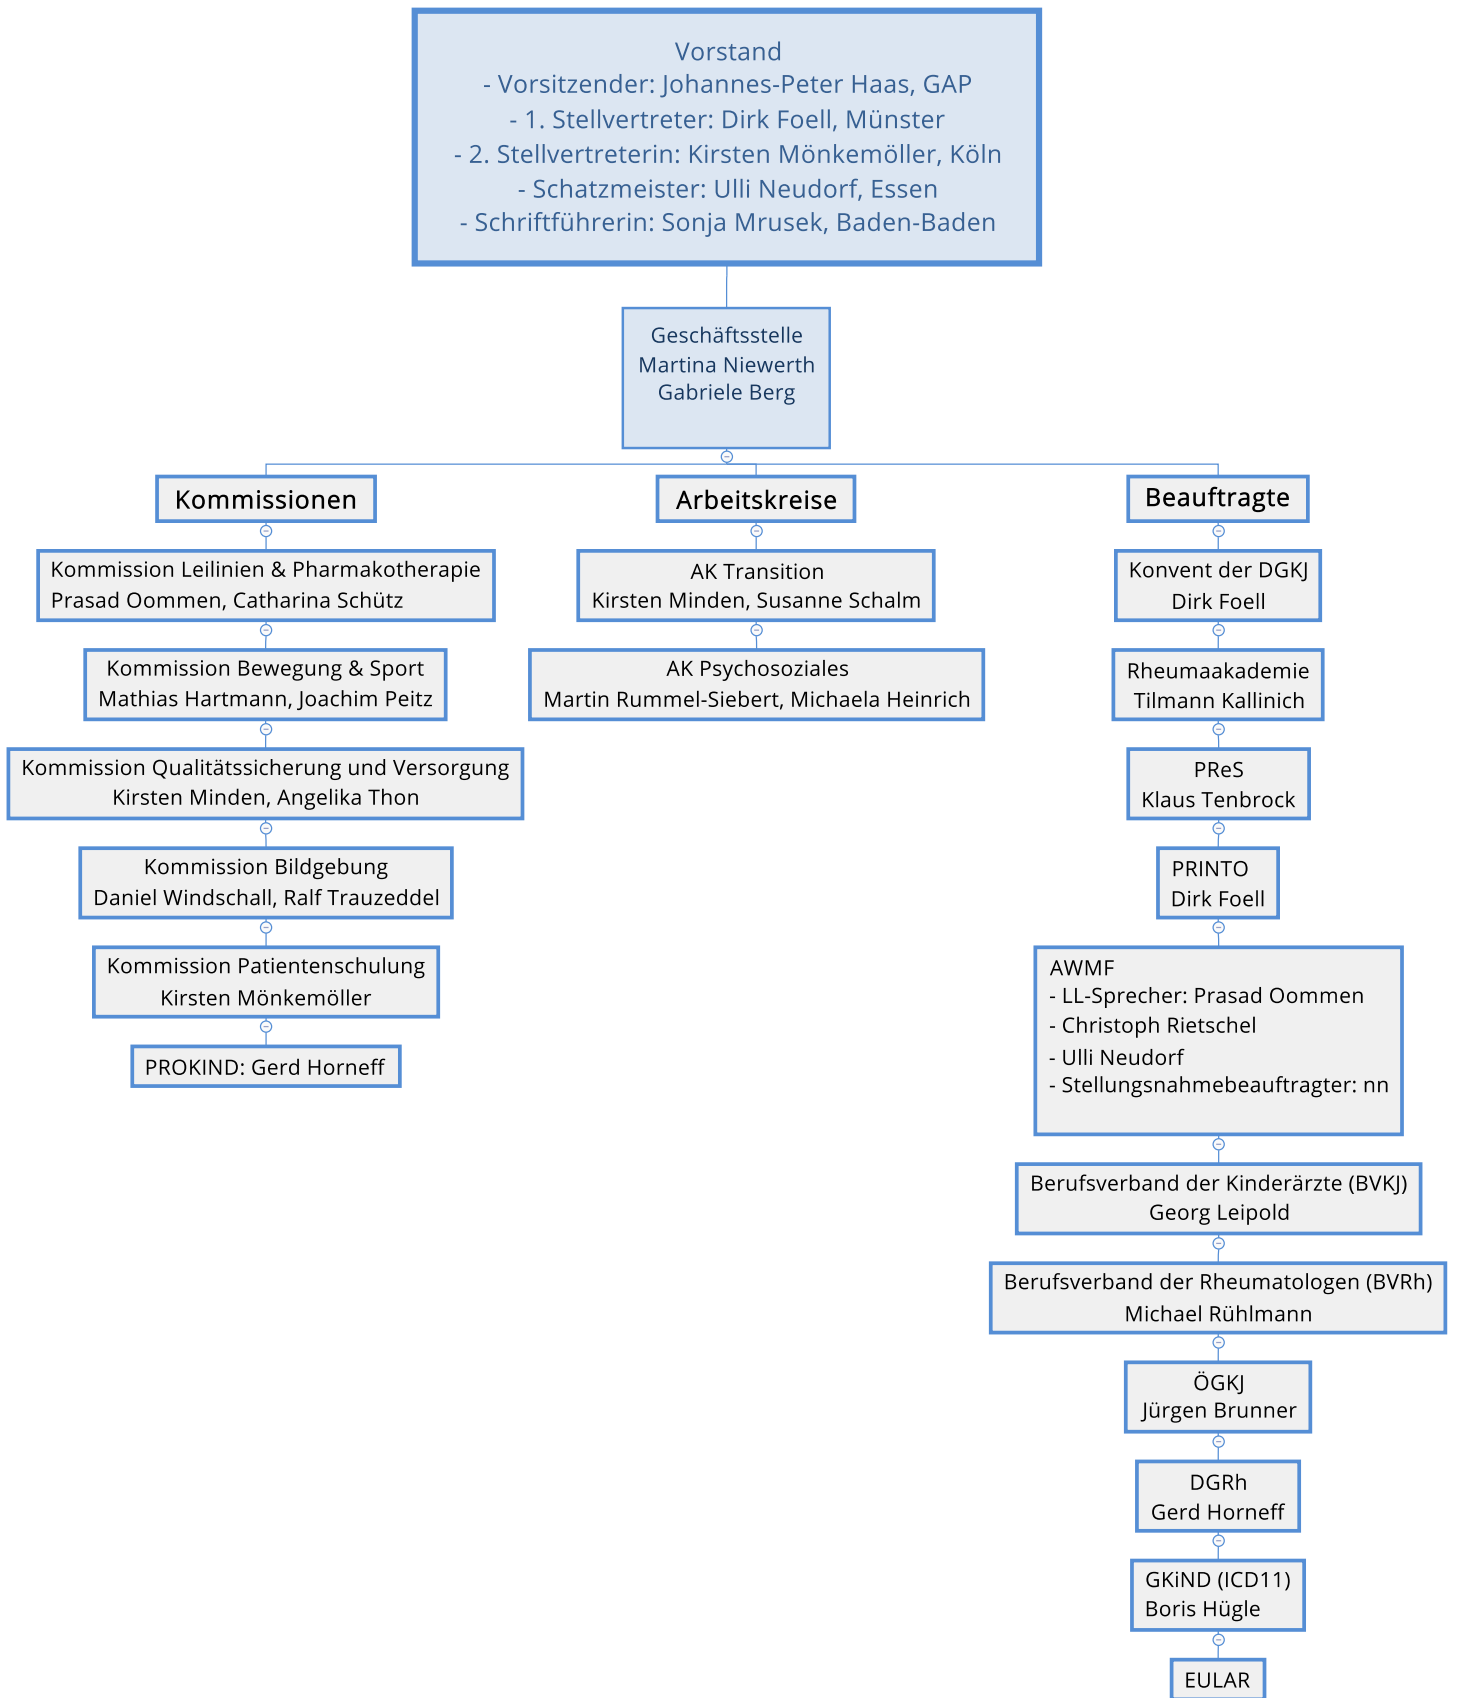 Vorstand
- Vorsitzender: Johannes-Peter Haas, GAP
- 1. Stellvertreter: Dirk Foell, Münster
- 2. Stellvertreterin: Kirsten Mönkemöller, Köln
- Schatzmeister: Ulli Neudorf, Essen
- Schriftführerin: Sonja Mrusek, Baden-Baden
Geschäftsstelle
Martina Niewerth
Gabriele Berg
Kommissionen
Kommission Leilinien & Pharmakotherapie
Prasad Oommen, Catharina Schütz
Kommission Bewegung & Sport
Mathias Hartmann, Joachim Peitz
Kommission Qualitätssicherung und Versorgung
Kirsten Minden, Angelika Thon
Kommission Bildgebung
Daniel Windschall, Ralf Trauzeddel
Kommission Patientenschulung
Kirsten Mönkemöller
PROKIND: Gerd Horneff
Arbeitskreise
AK Transition
Kirsten Minden, Susanne Schalm
AK Psychosoziales
Martin Rummel-Siebert, Michaela Heinrich
Beauftragte
Konvent der DGKJ
Dirk Foell
Rheumaakademie
Tilmann Kallinich
PReS
Klaus Tenbrock
PRINTO
Dirk Foell
AWMF
- LL-Sprecher: Prasad Oommen
- Christoph Rietschel
- Ulli Neudorf
- Stellungsnahmebeauftragter: nn
Berufsverband der Kinderärzte (BVKJ)
Georg Leipold
Berufsverband der Rheumatologen (BVRh)
Michael Rühlmann
ÖGKJ
Jürgen Brunner
DGRh
Gerd Horneff
GKiND (ICD11)
Boris Hügle
EULAR